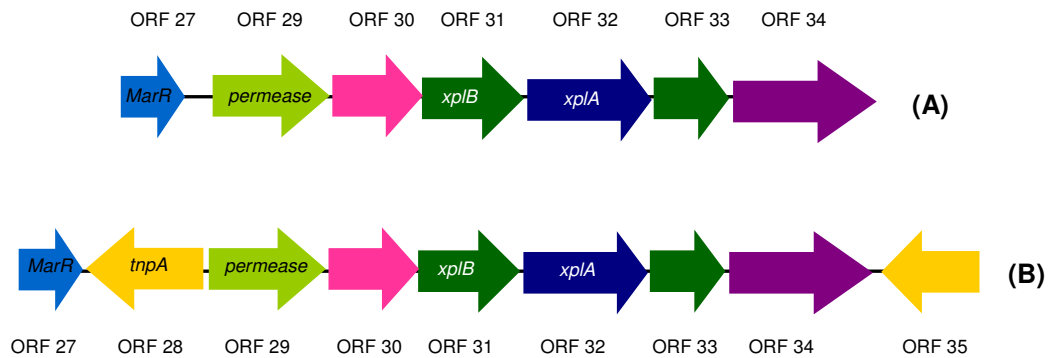 ORF 27 ORF 29 ORF 30 ORF 31 ORF 32 ORF 33 ORF 34
MarR permease xplB xplA (A)
MarR tnpA permease xplB xplA (B)
ORF 27 ORF 28 ORF 29 ORF 30 ORF 31 ORF 32 ORF 33 ORF 34 ORF 35